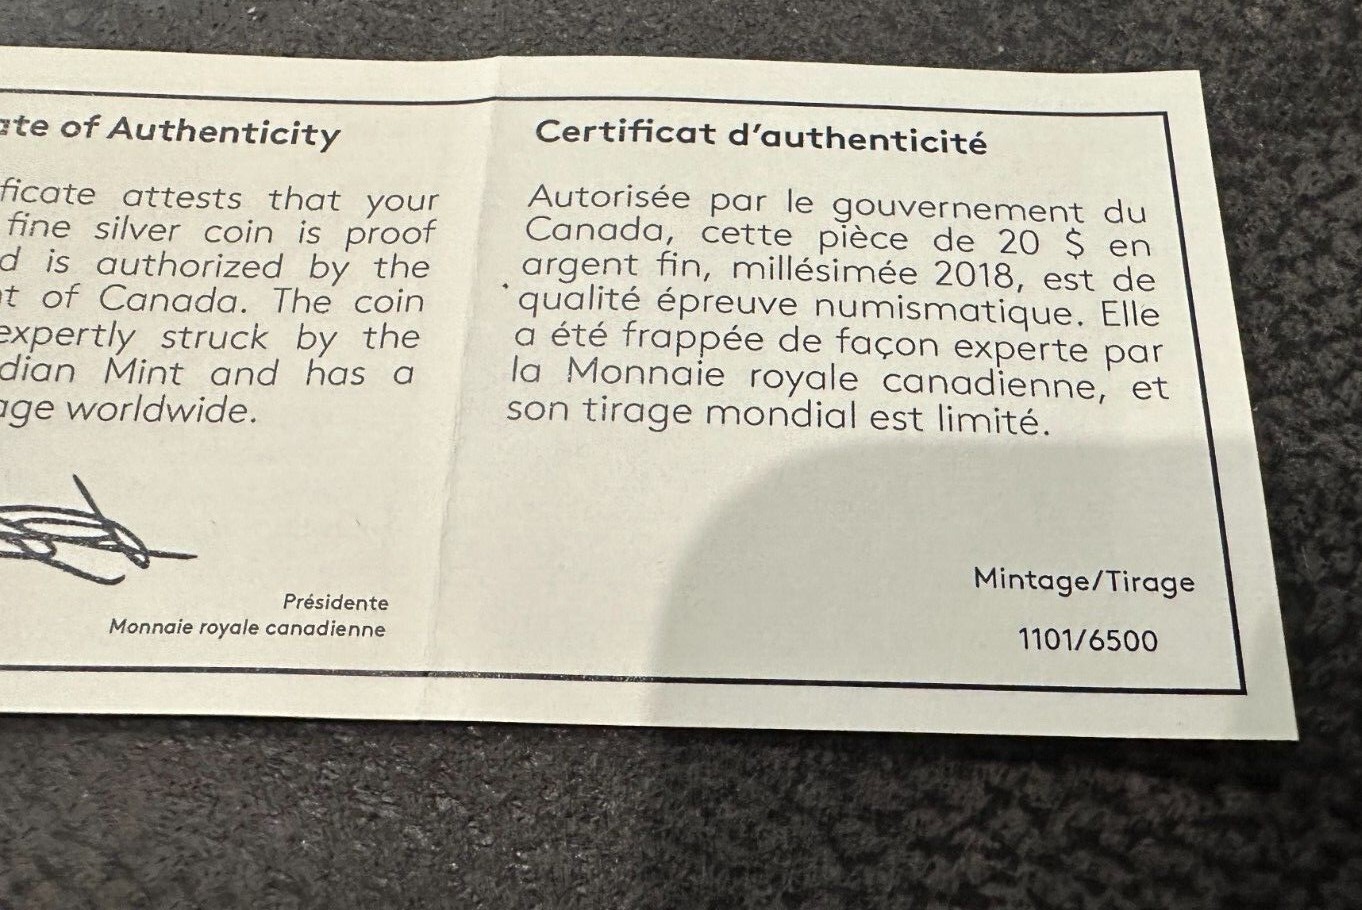 te of Authenticity
ficate attests that your
fine silver coin is proof
d is authorized by the
t of Canada. The coin
expertly struck by the
dian Mint and has a
age worldwide.
Présidente
Monnaie royale canadienne
Certificat d'authenticité
Autorisée par le gouvernement du
Canada, cette pièce de 20 $ en
argent fin, millésimée 2018, est de
qualité épreuve numismatique. Elle
a été frappée de façon experte par
la Monnaie royale canadienne, et
son tirage mondial est limité.
Mintage/Tirage
1101/6500